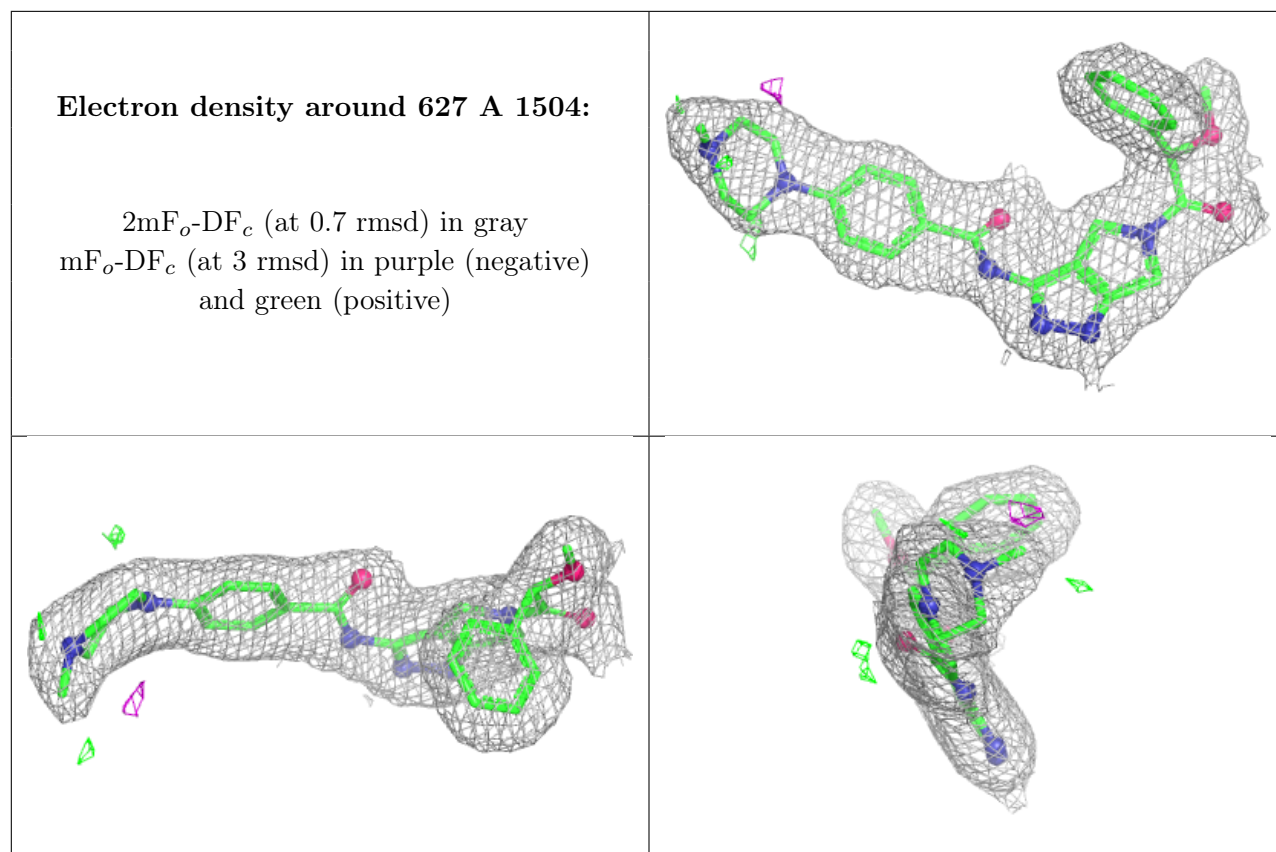 Electron density around 627 A 1504:
2mFo-DFc (at 0.7 rmsd) in gray
mFo-DFc (at 3 rmsd) in purple (negative)
and green (positive)